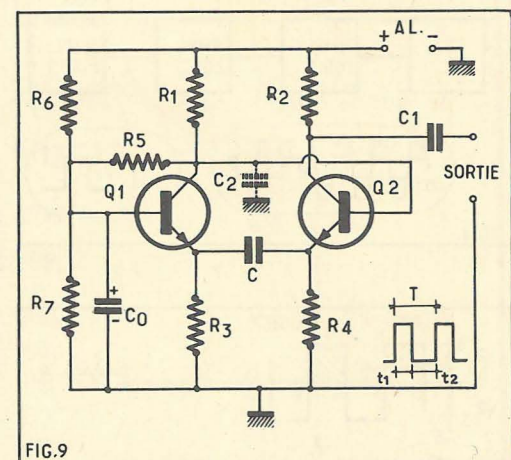 + AL. -
R6
R1
R2
C1
R5
SORTIE
Q1
C2
Q2
C
R7
+
C0
-
R3
R4
T
t1
t2
FIG.9